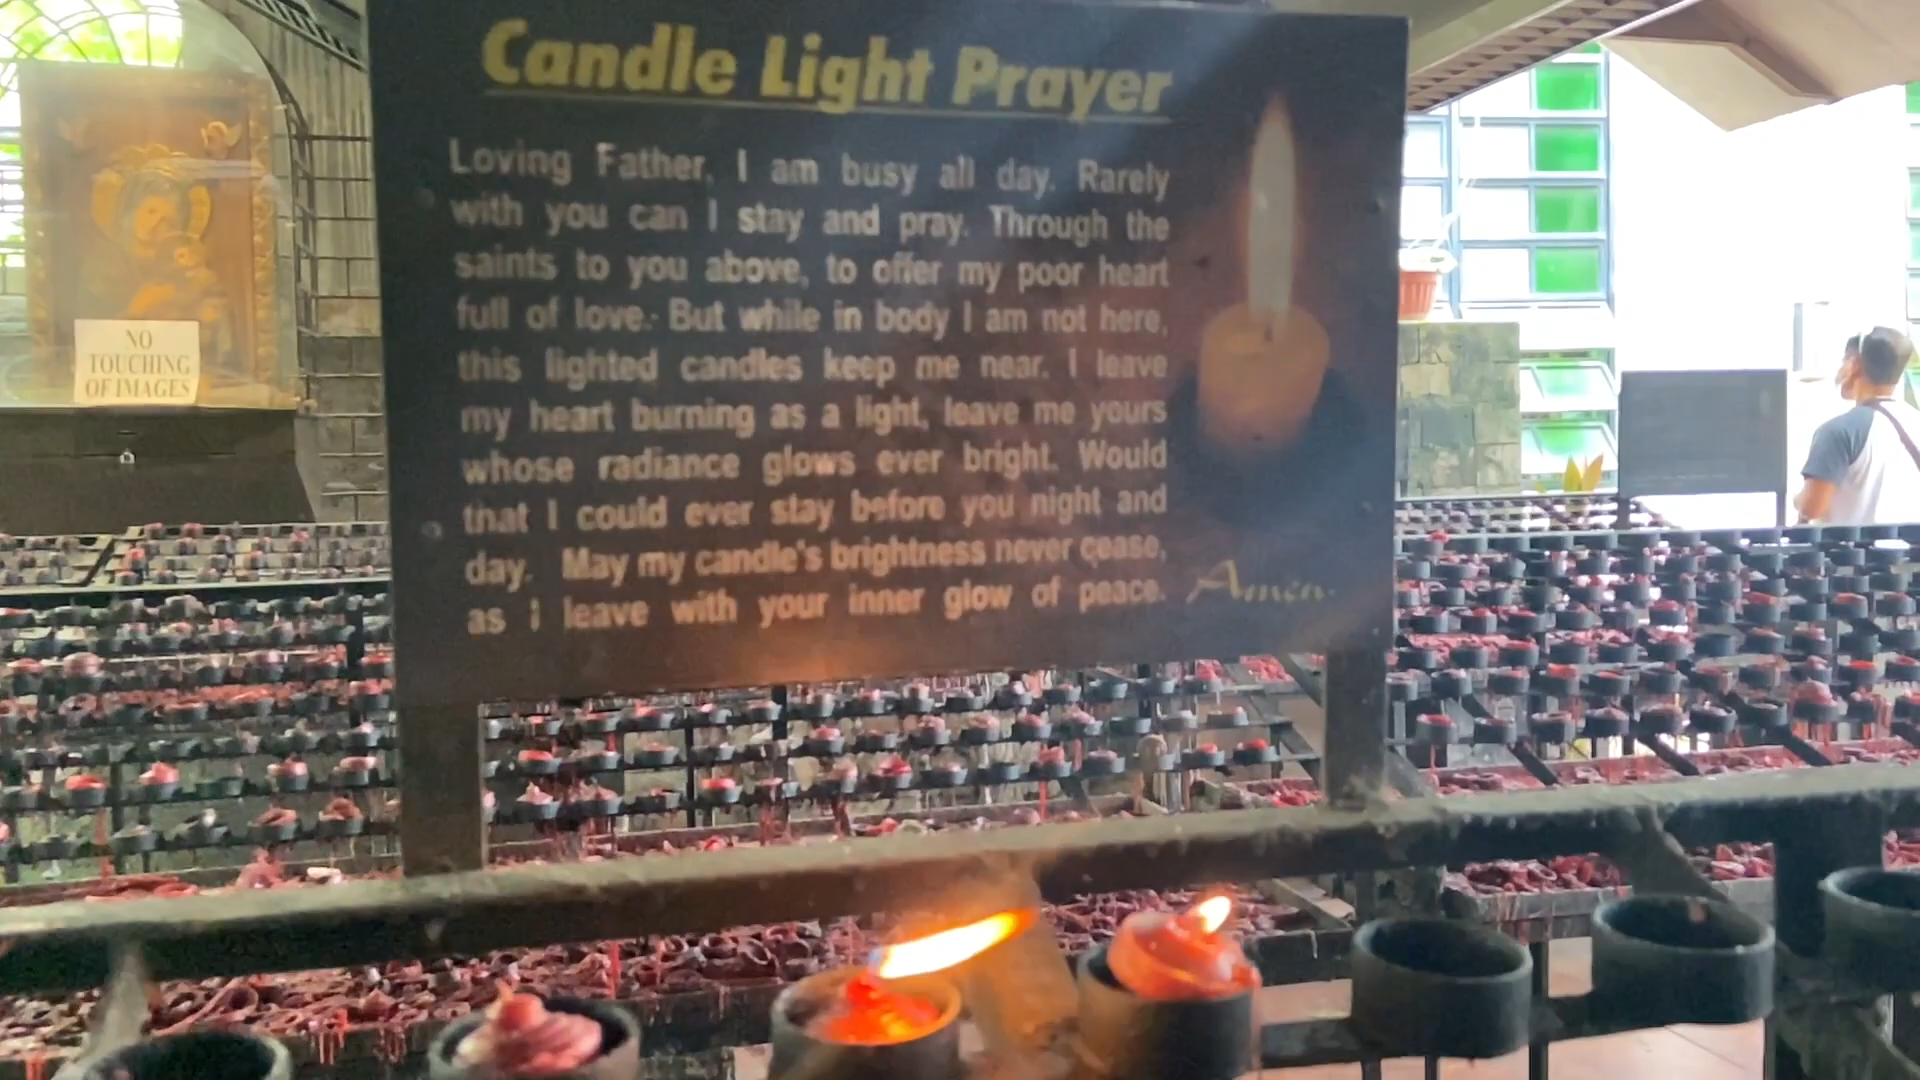 Candle Light Prayer
Loving Father, I am busy all day. Rarely
with you can I stay and pray. Through the
saints to you above, to offer my poor heart
full of love. But while in body I am not here,
this lighted candles keep me near. I leave
my heart burning as a light, leave me yours
whose radiance glows ever bright. Would
that I could ever stay before you night and
day. May my candle's brightness never cease,
as i leave with your inner glow of peace. Amen.
NO
TOUCHING
OF IMAGES